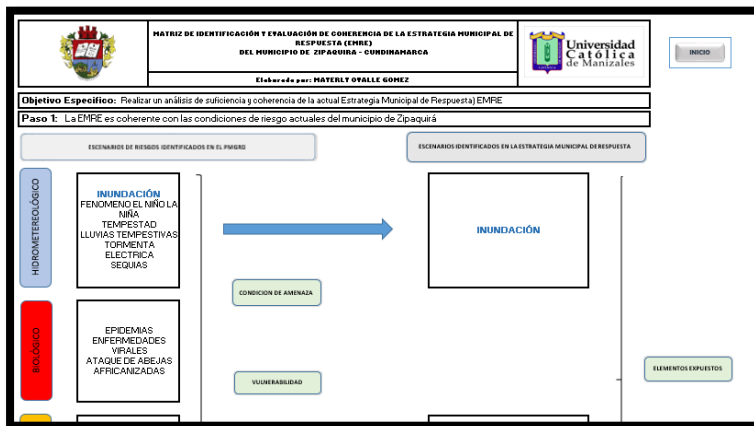 MATRIZ DE IDENTIFICACIÓN Y EVALUACIÓN DE COHERENCIA DE LA ESTRATEGIA MUNICIPAL DE
RESPUESTA (EMRE)
DEL MUNICIPIO DE ZIPAQUIRA - CUNDINAMARCA
Elaborado por: MAYERLY OVALLE GOMEZ
Universidad
Católica
de Manizales
INICIO
Objetivo Especifico: Realizar un análisis de suficiencia y coherencia de la actual Estrategia Municipal de Respuesta) EMRE
Paso 1: La EMRE es coherente con las condiciones de riesgo actuales del municipio de Zipaquirá
ESCENARIOS DE RIESGOS IDENTIFICADOS EN EL PMGRD
ESCENARIOS IDENTIFICADOS EN LA ESTRATEGIA MUNICIPAL DE RESPUESTA
HIDROMETEREOLÓGICO
INUNDACIÓN
FENOMENO EL NIÑO LA
NIÑA
TEMPESTAD
LLUVIAS TEMPESTIVAS
TORMENTA
ELECTRICA
SEQUIAS
INUNDACIÓN
CONDICION DE AMENAZA
BIOLÓGICO
EPIDEMIAS
ENFERMEDADES
VIRALES
ATAQUE DE ABEJAS
AFRICANIZADAS
VULNERABILIDAD
ELEMENTOS EXPUESTOS